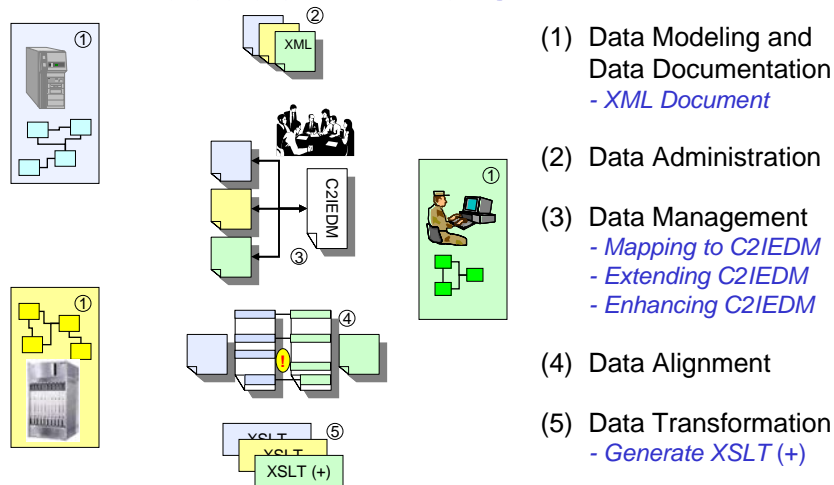 ①
②
XML
C2IEDM
③
①
①
④
!
XSLT
XSLT
XSLT (+)
⑤
(1) Data Modeling and
Data Documentation
- XML Document
(2) Data Administration
(3) Data Management
- Mapping to C2IEDM
- Extending C2IEDM
- Enhancing C2IEDM
(4) Data Alignment
(5) Data Transformation
- Generate XSLT (+)